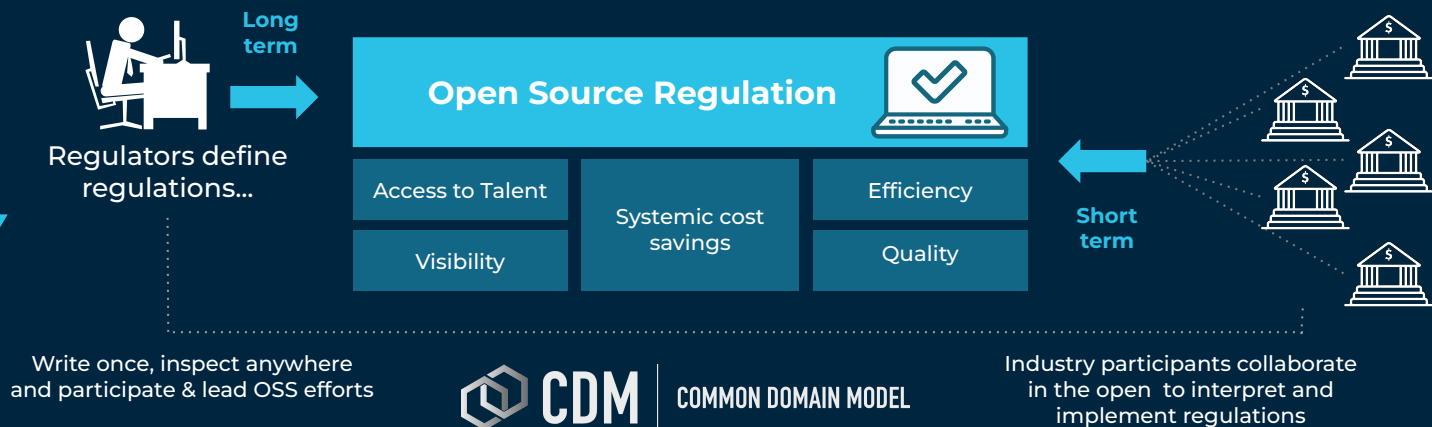 Long
term
Open Source Regulation
Regulators define
regulations...
Access to Talent
Visibility
Systemic cost
savings
Efficiency
Quality
Short
term
$
$
$
$
$
Write once, inspect anywhere
and participate & lead OSS efforts
CDM
COMMON DOMAIN MODEL
Industry participants collaborate
in the open to interpret and
implement regulations